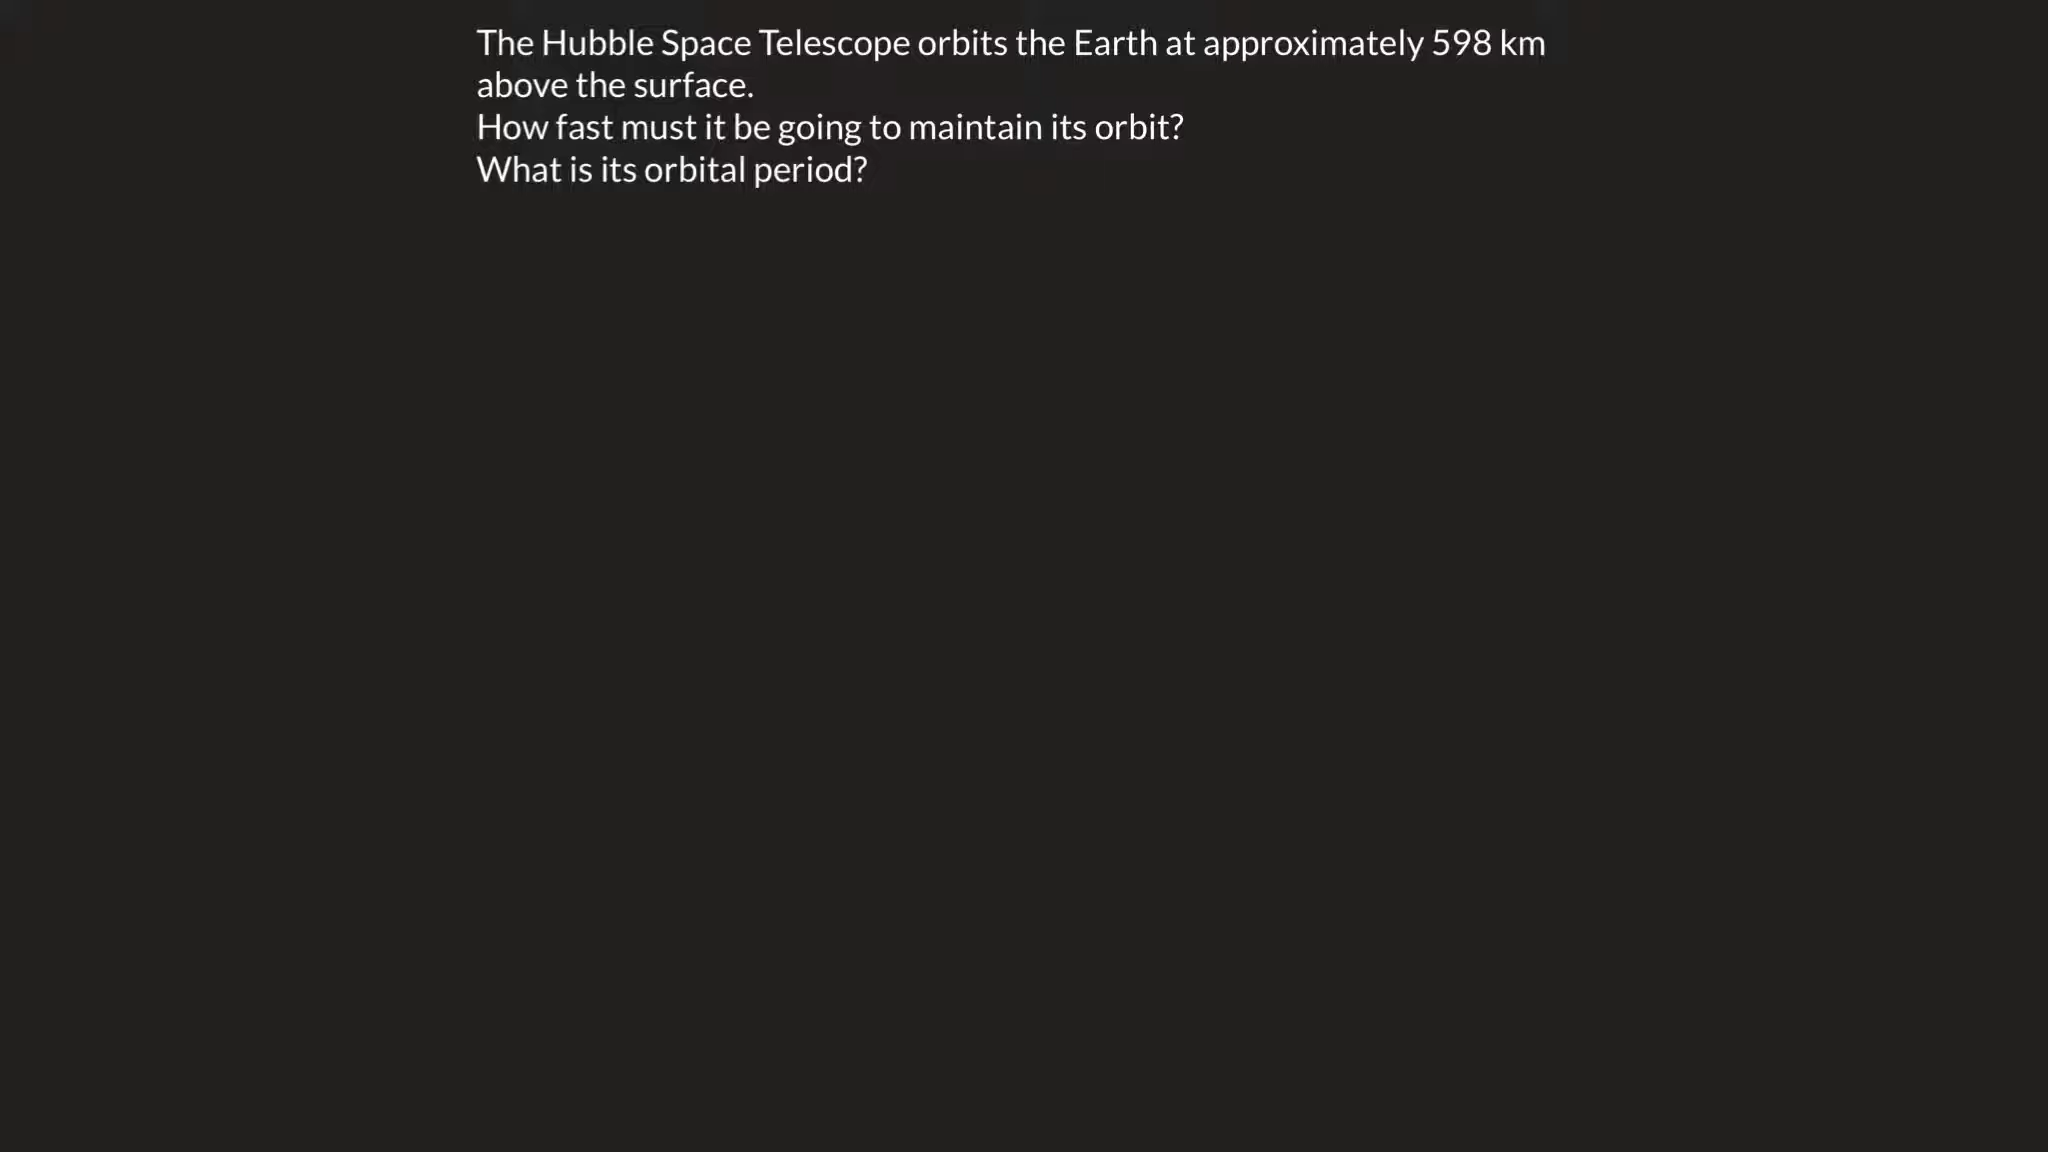 The Hubble Space Telescope orbits the Earth at approximately 598 km
above the surface.
How fast must it be going to maintain its orbit?
What is its orbital period?